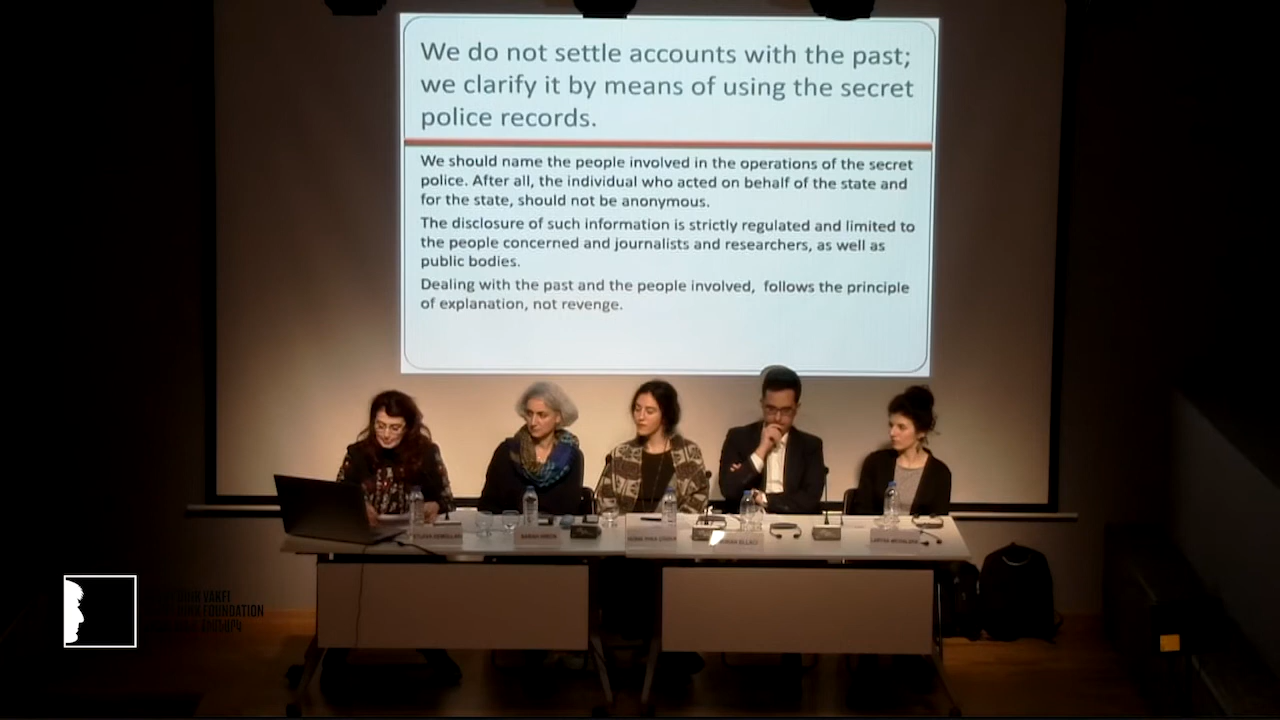 We do not settle accounts with the past;
we clarify it by means of using the secret
police records.
We should name the people involved in the operations of the secret
police. After all, the individual who acted on behalf of the state and
for the state, should not be anonymous.
The disclosure of such information is strictly regulated and limited to
the people concerned and journalists and researchers, as well as
public bodies.
Dealing with the past and the people involved, follows the principle
of explanation, not revenge.
VAKFI
FOUNDATION